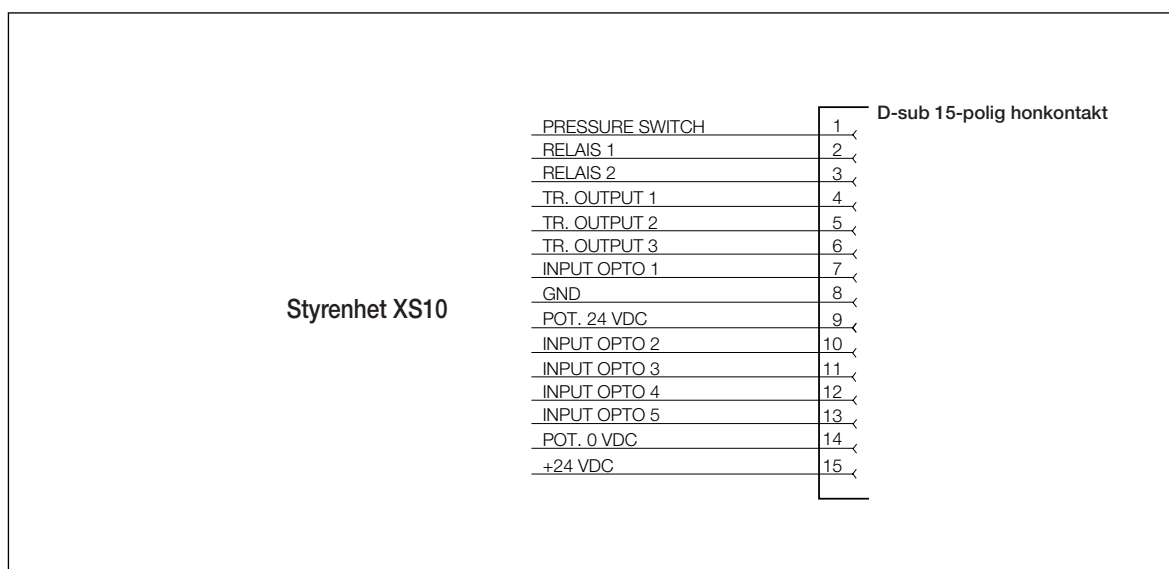 D-sub 15-polig honkontakt
PRESSURE SWITCH 1
RELAIS 1 2
RELAIS 2 3
TR. OUTPUT 1 4
TR. OUTPUT 2 5
TR. OUTPUT 3 6
INPUT OPTO 1 7
GND 8
Styrenhet XS10
POT. 24 VDC 9
INPUT OPTO 2 10
INPUT OPTO 3 11
INPUT OPTO 4 12
INPUT OPTO 5 13
POT. 0 VDC 14
+24 VDC 15